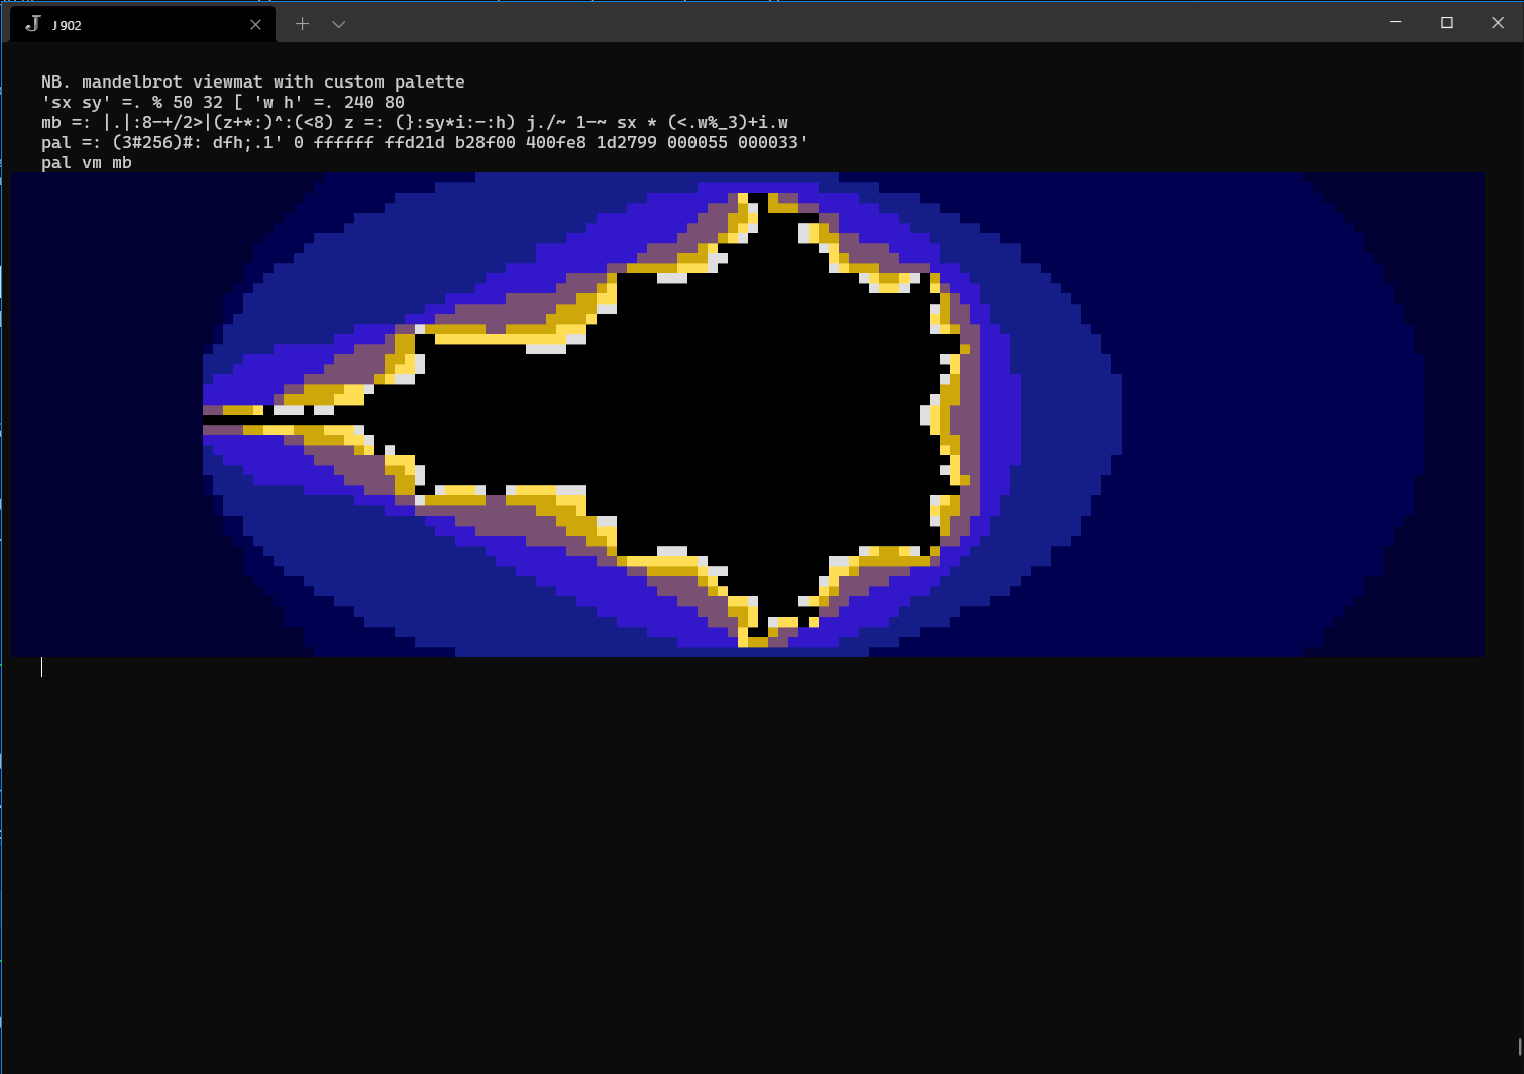 J 902
NB. mandelbrot viewmat with custom palette
'sx sy' =. % 50 32 [ 'w h' =. 240 80
mb =: |.|:8-+/2>|(z+*:)^:(<8) z =: (}:sy*i:-:h) j./~ 1-~ sx * (<.w%_3)+i.w
pal =: (3#256)#: dfh;.1' 0 ffffff ffd21d b28f00 400fe8 1d2799 000055 000033'
pal vm mb